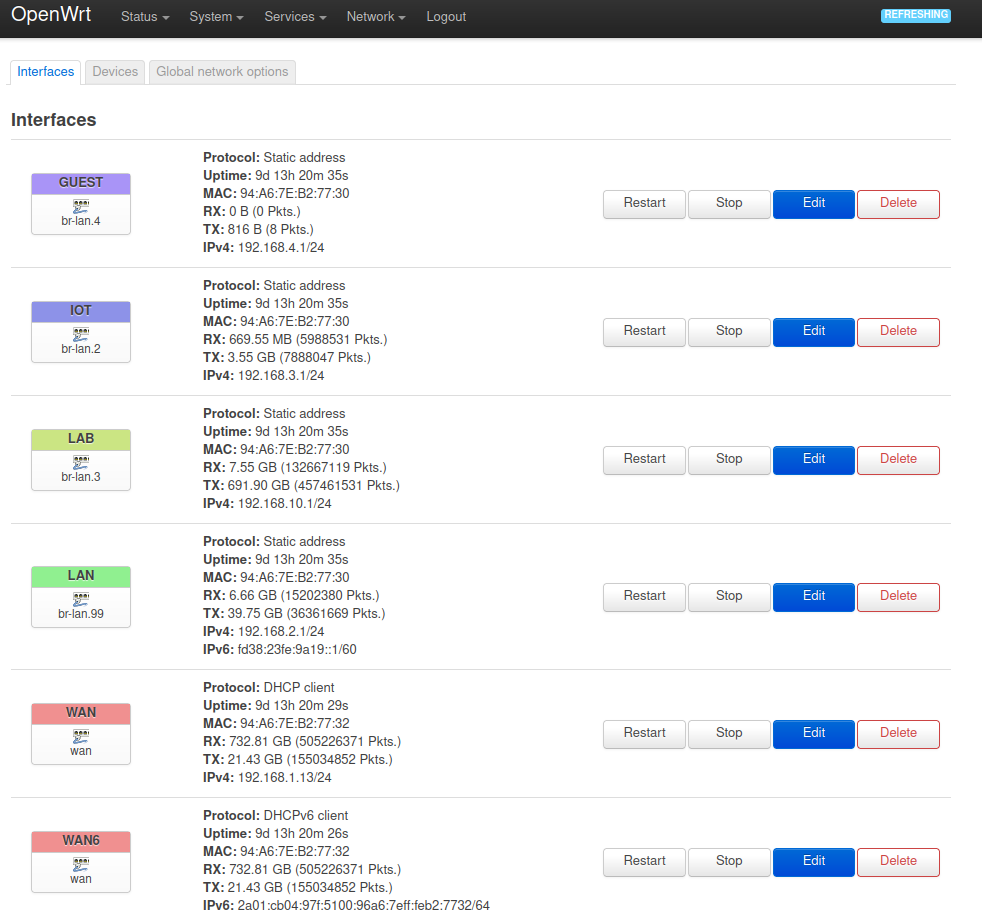 OpenWrt Status System Services Network Logout REFRESHING
Interfaces Devices Global network options
Interfaces
GUEST
br-lan.4
Protocol: Static address
Uptime: 9d 13h 20m 35s
MAC: 94:A6:7E:B2:77:30
RX: 0 B (0 Pkts.)
TX: 816 B (8 Pkts.)
IPv4: 192.168.4.1/24
Restart Stop Edit Delete
IOT
br-lan.2
Protocol: Static address
Uptime: 9d 13h 20m 35s
MAC: 94:A6:7E:B2:77:30
RX: 669.55 MB (5988531 Pkts.)
TX: 3.55 GB (7888047 Pkts.)
IPv4: 192.168.3.1/24
Restart Stop Edit Delete
LAB
br-lan.3
Protocol: Static address
Uptime: 9d 13h 20m 35s
MAC: 94:A6:7E:B2:77:30
RX: 7.55 GB (132667119 Pkts.)
TX: 691.90 GB (457461531 Pkts.)
IPv4: 192.168.10.1/24
Restart Stop Edit Delete
LAN
br-lan.99
Protocol: Static address
Uptime: 9d 13h 20m 35s
MAC: 94:A6:7E:B2:77:30
RX: 6.66 GB (15202380 Pkts.)
TX: 39.75 GB (36361669 Pkts.)
IPv4: 192.168.2.1/24
IPv6: fd38:23fe:9a19::1/60
Restart Stop Edit Delete
WAN
wan
Protocol: DHCP client
Uptime: 9d 13h 20m 29s
MAC: 94:A6:7E:B2:77:32
RX: 732.81 GB (505226371 Pkts.)
TX: 21.43 GB (155034852 Pkts.)
IPv4: 192.168.1.13/24
Restart Stop Edit Delete
WAN6
wan
Protocol: DHCPv6 client
Uptime: 9d 13h 20m 26s
MAC: 94:A6:7E:B2:77:32
RX: 732.81 GB (505226371 Pkts.)
TX: 21.43 GB (155034852 Pkts.)
IPv6: 2a01:cb04:97f:5100:96a6:7eff:feb2:7732/64
Restart Stop Edit Delete